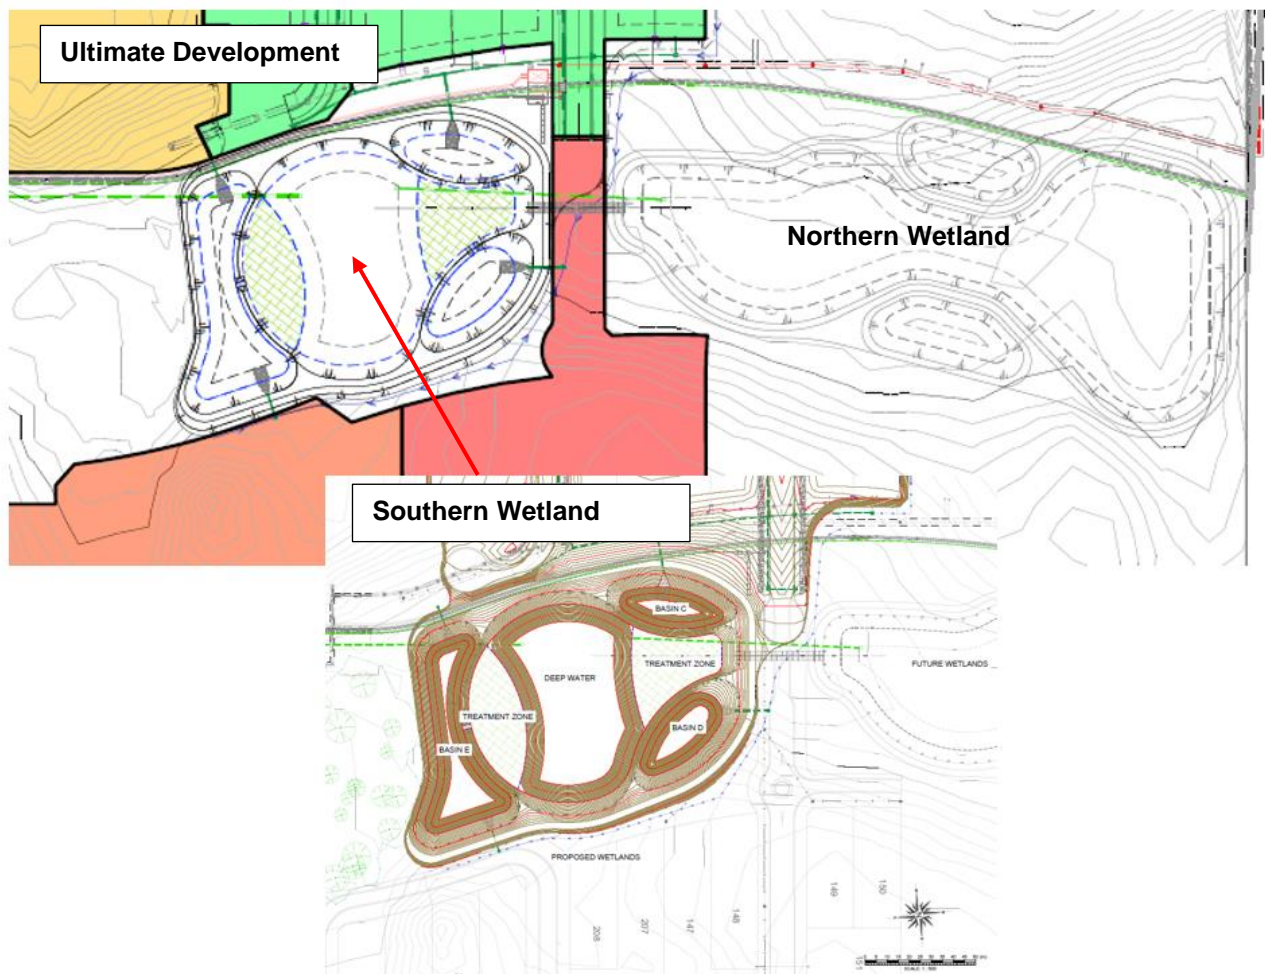 Ultimate Development
Northern Wetland
Southern Wetland
BASIN C
TREATMENT ZONE
FUTURE WETLANDS
DEEP WATER
TREATMENT ZONE
BASIN D
BASIN E
PROPOSED WETLANDS
150
149
148
147
207
208
151